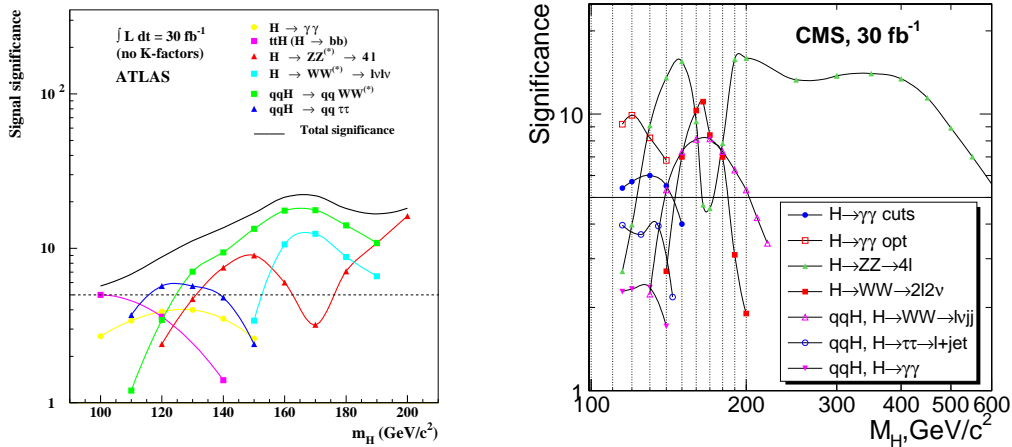 Signal significance
∫ L dt = 30 fb⁻¹
(no K-factors)
ATLAS
H → γγ
ttH (H → bb)
H → ZZ⁽*⁾ → 4l
H → WW⁽*⁾ → lνlν
qqH → qq WW⁽*⁾
qqH → qq ττ
Total significance
10²
10
1
100 120 140 160 180 200
m_H (GeV/c²)
Significance
CMS, 30 fb⁻¹
10
1
H→γγ cuts
H→γγ opt
H→ZZ→4l
H→WW→2l2ν
qqH, H→WW→lνjj
qqH, H→ττ→l+jet
qqH, H→γγ
100 200 300 400 500 600
M_H,GeV/c²